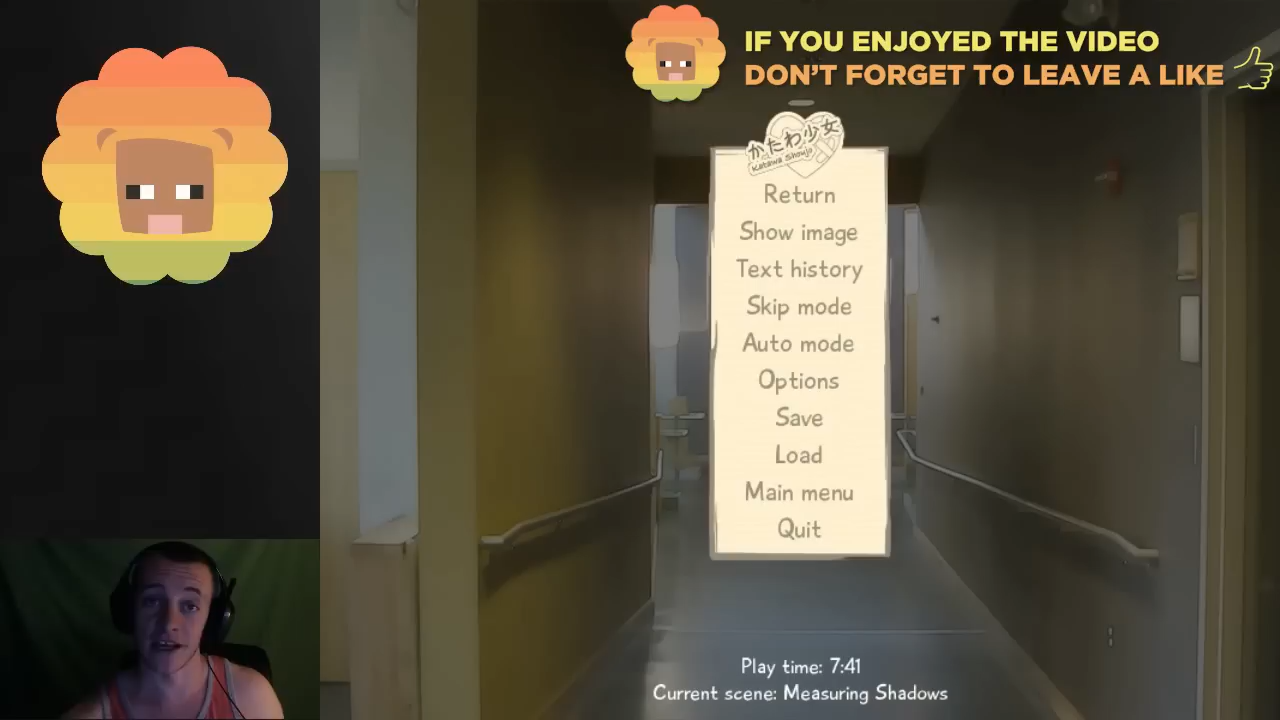 IF YOU ENJOYED THE VIDEO
DON'T FORGET TO LEAVE A LIKE
かたわ少女
Katawa Shoujo
Return
Show image
Text history
Skip mode
Auto mode
Options
Save
Load
Main menu
Quit
Play time: 7:41
Current scene: Measuring Shadows